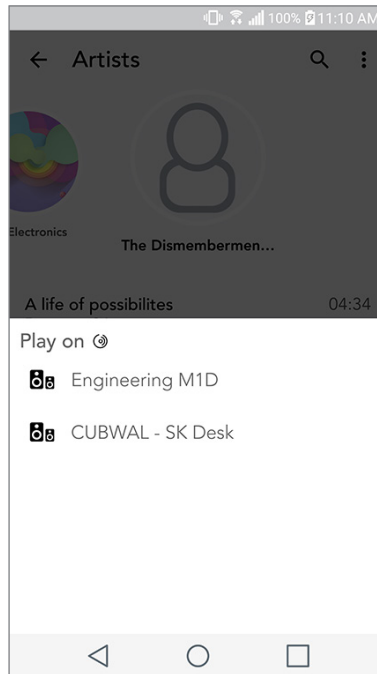 100% 11:10 AM
Artists
Electronics
The Dismembermen...
A life of possibilites 04:34
Play on
Engineering M1D
CUBWAL - SK Desk